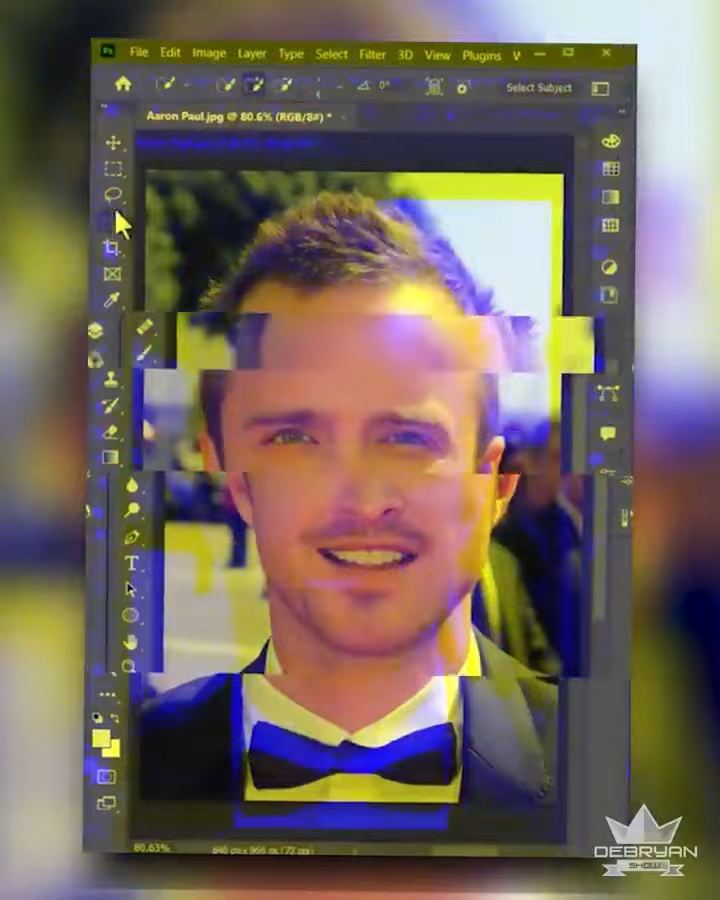 Ps File Edit Image Layer Type Select Filter 3D View Plugins
0° Select Subject
Aaron Paul.jpg @ 80.6% (RGB/8#) *
T
80.63%
DEBRYAN
SHOW